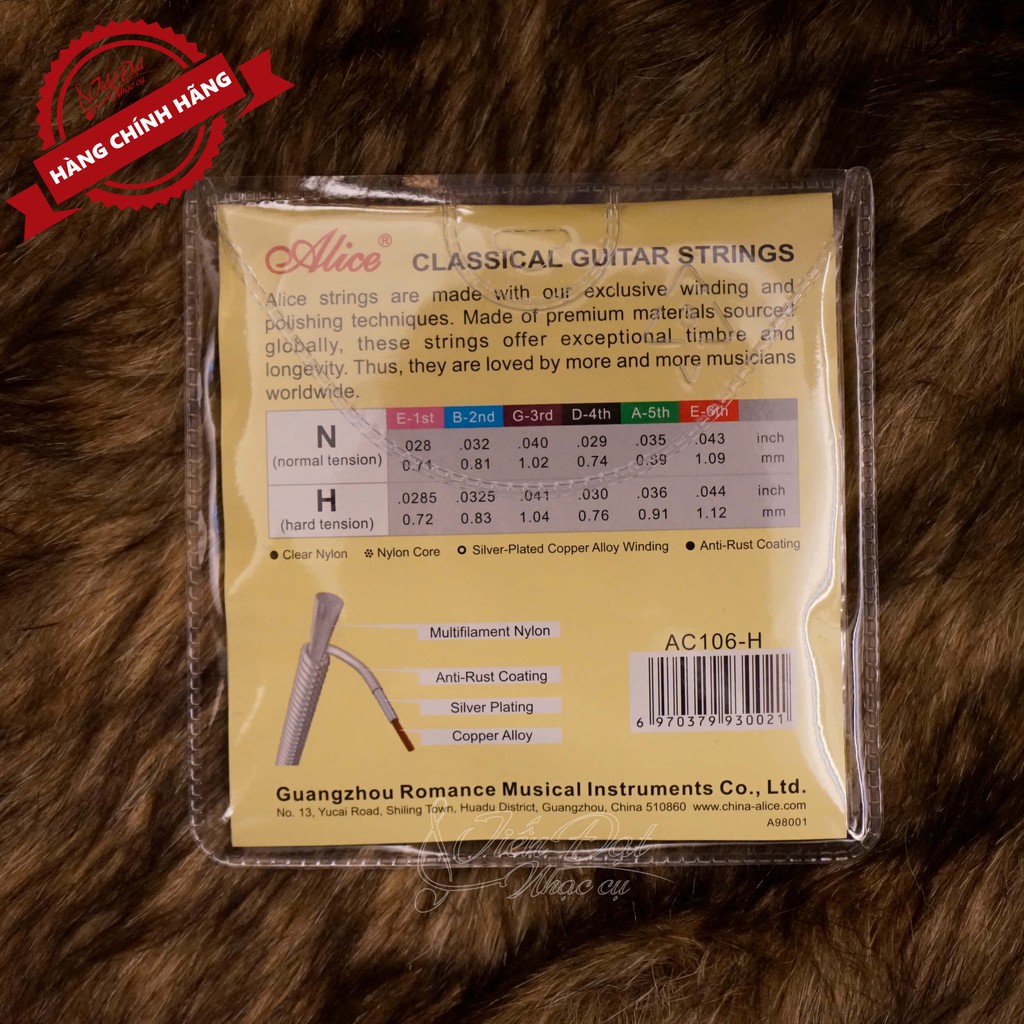 Tiến Đạt
Nhạc cụ
HÀNG CHÍNH HÃNG
Alice® CLASSICAL GUITAR STRINGS
Alice strings are made with our exclusive winding and
polishing techniques. Made of premium materials sourced
globally, these strings offer exceptional timbre and
longevity. Thus, they are loved by more and more musicians
worldwide.
E-1st B-2nd G-3rd D-4th A-5th E-6th
N .028 .032 .040 .029 .035 .043 inch
(normal tension) 0.71 0.81 1.02 0.74 0.89 1.09 mm
H .0285 .0325 .041 .030 .036 .044 inch
(hard tension) 0.72 0.83 1.04 0.76 0.91 1.12 mm
Clear Nylon Nylon Core Silver-Plated Copper Alloy Winding Anti-Rust Coating
Multifilament Nylon
Anti-Rust Coating
Silver Plating
Copper Alloy
AC106-H
6 970379 930021
Guangzhou Romance Musical Instruments Co., Ltd.
No. 13, Yucai Road, Shiling Town, Huadu District, Guangzhou, China 510860 www.china-alice.com
A98001
Tiến Đạt
Nhạc cụ